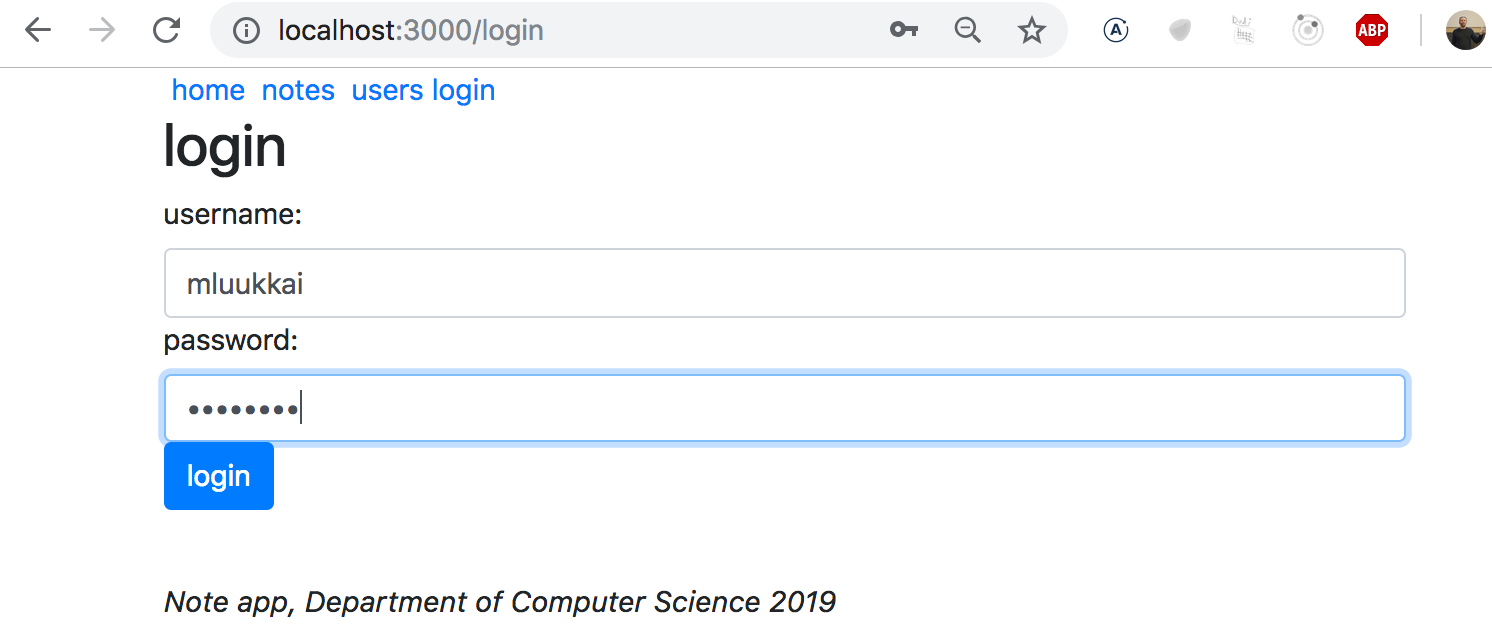 localhost:3000/login
ABP
home notes users login
login
username:
mluukkai
password:
••••••••
login
Note app, Department of Computer Science 2019